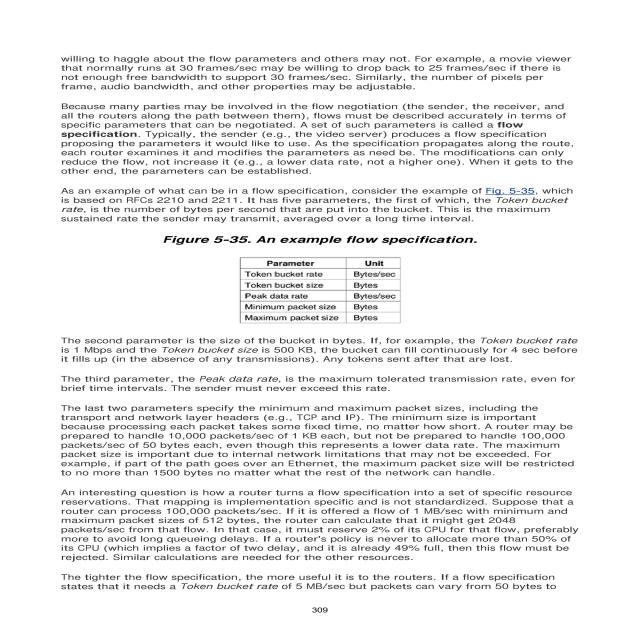 willing to haggle about the flow parameters and others may not. For example, a movie viewer
that normally runs at 30 frames/sec may be willing to drop back to 25 frames/sec if there is
not enough free bandwidth to support 30 frames/sec. Similarly, the number of pixels per
frame, audio bandwidth, and other properties may be adjustable.
Because many parties may be involved in the flow negotiation (the sender, the receiver, and
all the routers along the path between them), flows must be described accurately in terms of
specific parameters that can be negotiated. A set of such parameters is called a flow
specification. Typically, the sender (e.g., the video server) produces a flow specification
proposing the parameters it would like to use. As the specification propagates along the route,
each router examines it and modifies the parameters as need be. The modifications can only
reduce the flow, not increase it (e.g., a lower data rate, not a higher one). When it gets to the
other end, the parameters can be established.
As an example of what can be in a flow specification, consider the example of Fig. 5-35, which
is based on RFCs 2210 and 2211. It has five parameters, the first of which, the Token bucket
rate, is the number of bytes per second that are put into the bucket. This is the maximum
sustained rate the sender may transmit, averaged over a long time interval.
Figure 5-35. An example flow specification.
Parameter Unit
Token bucket rate Bytes/sec
Token bucket size Bytes
Peak data rate Bytes/sec
Minimum packet size Bytes
Maximum packet size Bytes
The second parameter is the size of the bucket in bytes. If, for example, the Token bucket rate
is 1 Mbps and the Token bucket size is 500 KB, the bucket can fill continuously for 4 sec before
it fills up (in the absence of any transmissions). Any tokens sent after that are lost.
The third parameter, the Peak data rate, is the maximum tolerated transmission rate, even for
brief time intervals. The sender must never exceed this rate.
The last two parameters specify the minimum and maximum packet sizes, including the
transport and network layer headers (e.g., TCP and IP). The minimum size is important
because processing each packet takes some fixed time, no matter how short. A router may be
prepared to handle 10,000 packets/sec of 1 KB each, but not be prepared to handle 100,000
packets/sec of 50 bytes each, even though this represents a lower data rate. The maximum
packet size is important due to internal network limitations that may not be exceeded. For
example, if part of the path goes over an Ethernet, the maximum packet size will be restricted
to no more than 1500 bytes no matter what the rest of the network can handle.
An interesting question is how a router turns a flow specification into a set of specific resource
reservations. That mapping is implementation specific and is not standardized. Suppose that a
router can process 100,000 packets/sec. If it is offered a flow of 1 MB/sec with minimum and
maximum packet sizes of 512 bytes, the router can calculate that it might get 2048
packets/sec from that flow. In that case, it must reserve 2% of its CPU for that flow, preferably
more to avoid long queueing delays. If a router's policy is never to allocate more than 50% of
its CPU (which implies a factor of two delay, and it is already 49% full, then this flow must be
rejected. Similar calculations are needed for the other resources.
The tighter the flow specification, the more useful it is to the routers. If a flow specification
states that it needs a Token bucket rate of 5 MB/sec but packets can vary from 50 bytes to
309